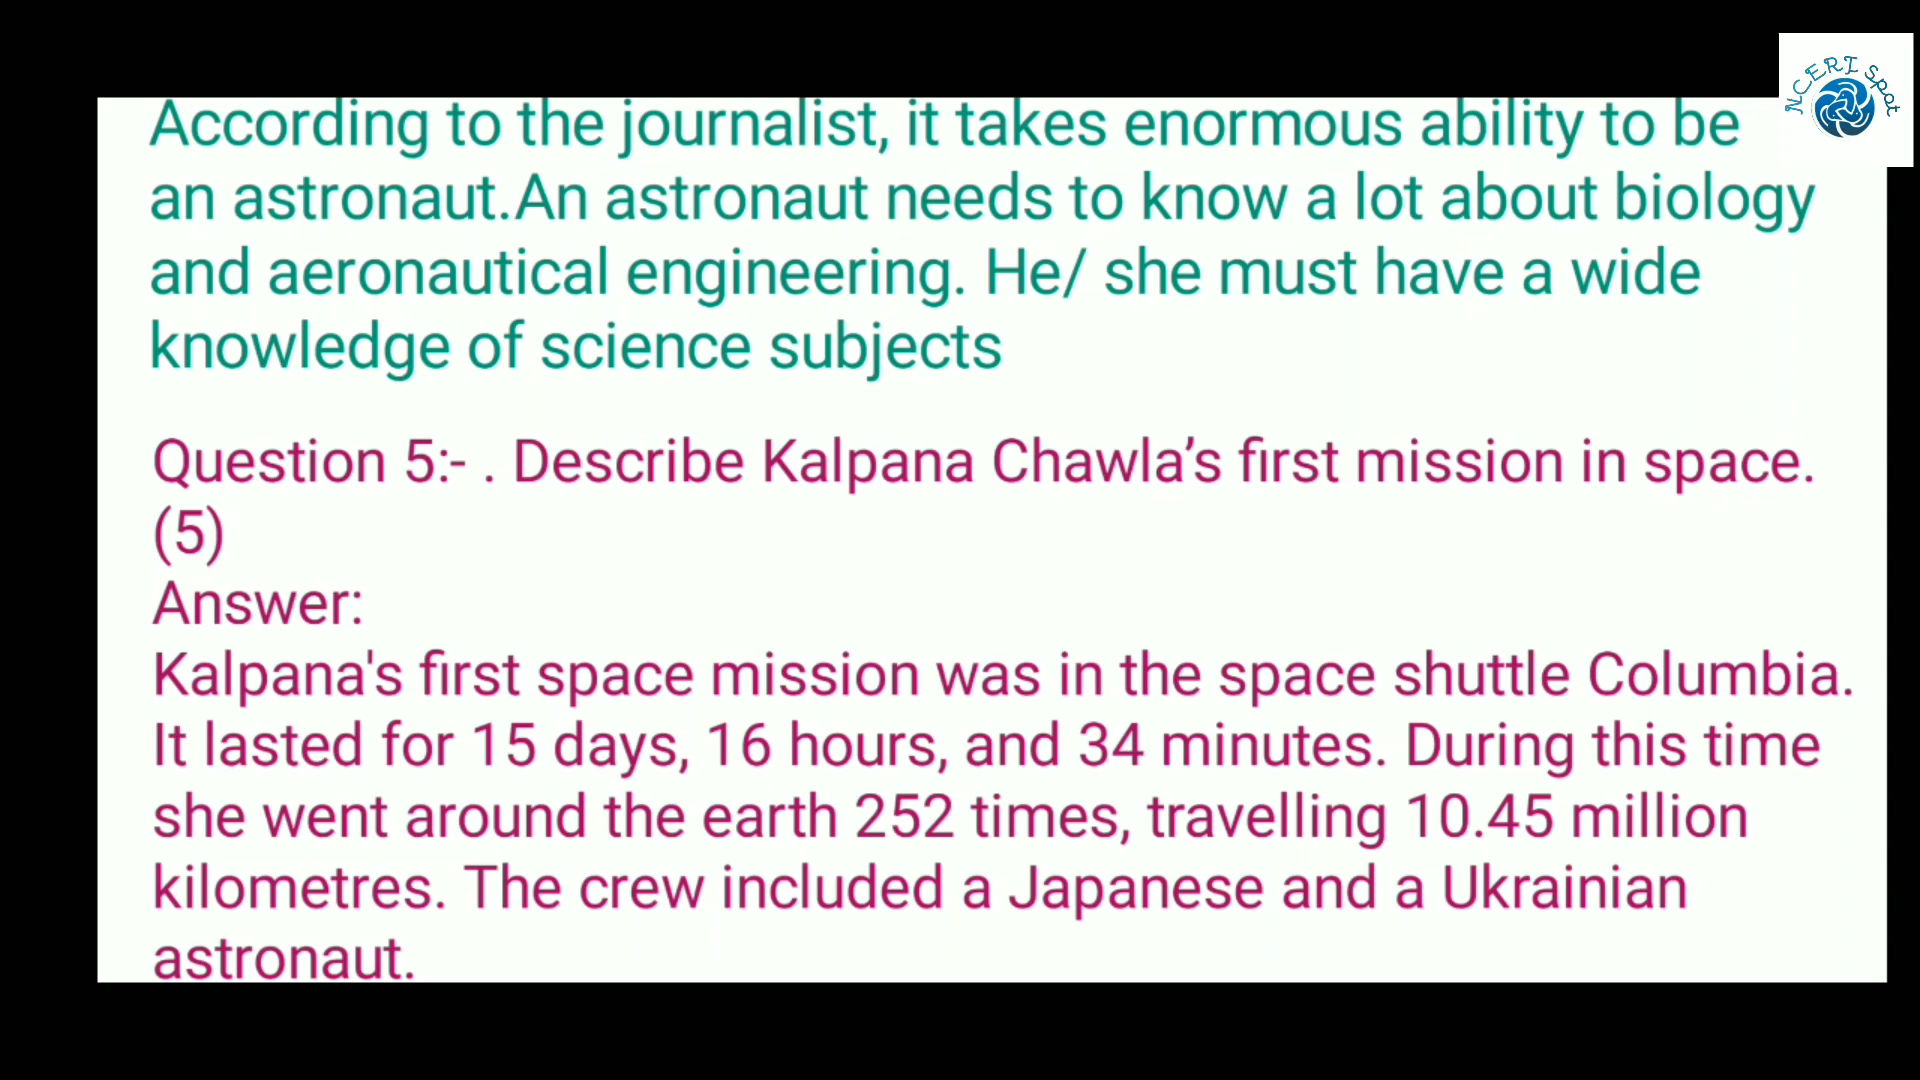 NCERT Spot
According to the journalist, it takes enormous ability to be
an astronaut.An astronaut needs to know a lot about biology
and aeronautical engineering. He/ she must have a wide
knowledge of science subjects
Question 5:- . Describe Kalpana Chawla’s first mission in space.
(5)
Answer:
Kalpana's first space mission was in the space shuttle Columbia.
It lasted for 15 days, 16 hours, and 34 minutes. During this time
she went around the earth 252 times, travelling 10.45 million
kilometres. The crew included a Japanese and a Ukrainian
astronaut.